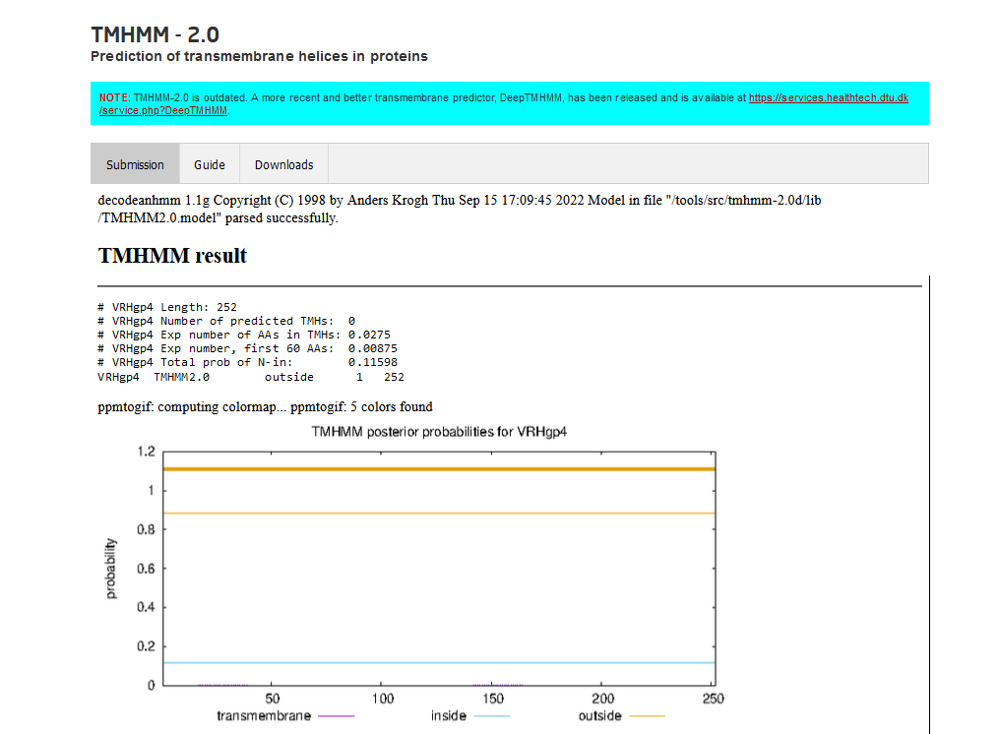 TMHMM - 2.0
Prediction of transmembrane helices in proteins
NOTE: TMHMM-2.0 is outdated. A more recent and better transmembrane predictor, DeepTMHMM, has been released and is available at https://services.healthtech.dtu.dk
/service.php?DeepTMHMM.
Submission Guide Downloads
decodeanhmm 1.1g Copyright (C) 1998 by Anders Krogh Thu Sep 15 17:09:45 2022 Model in file "/tools/src/tmhmm-2.0d/lib
/TMHMM2.0.model" parsed successfully.
TMHMM result
# VRHgp4 Length: 252
# VRHgp4 Number of predicted TMHs: 0
# VRHgp4 Exp number of AAs in TMHs: 0.0275
# VRHgp4 Exp number, first 60 AAs: 0.00875
# VRHgp4 Total prob of N-in: 0.11598
VRHgp4 TMHMM2.0 outside 1 252
ppmtogif: computing colormap... ppmtogif: 5 colors found
TMHMM posterior probabilities for VRHgp4
1.2
1
0.8
0.6
0.4
0.2
0
probability
50 100 150 200 250
transmembrane inside outside